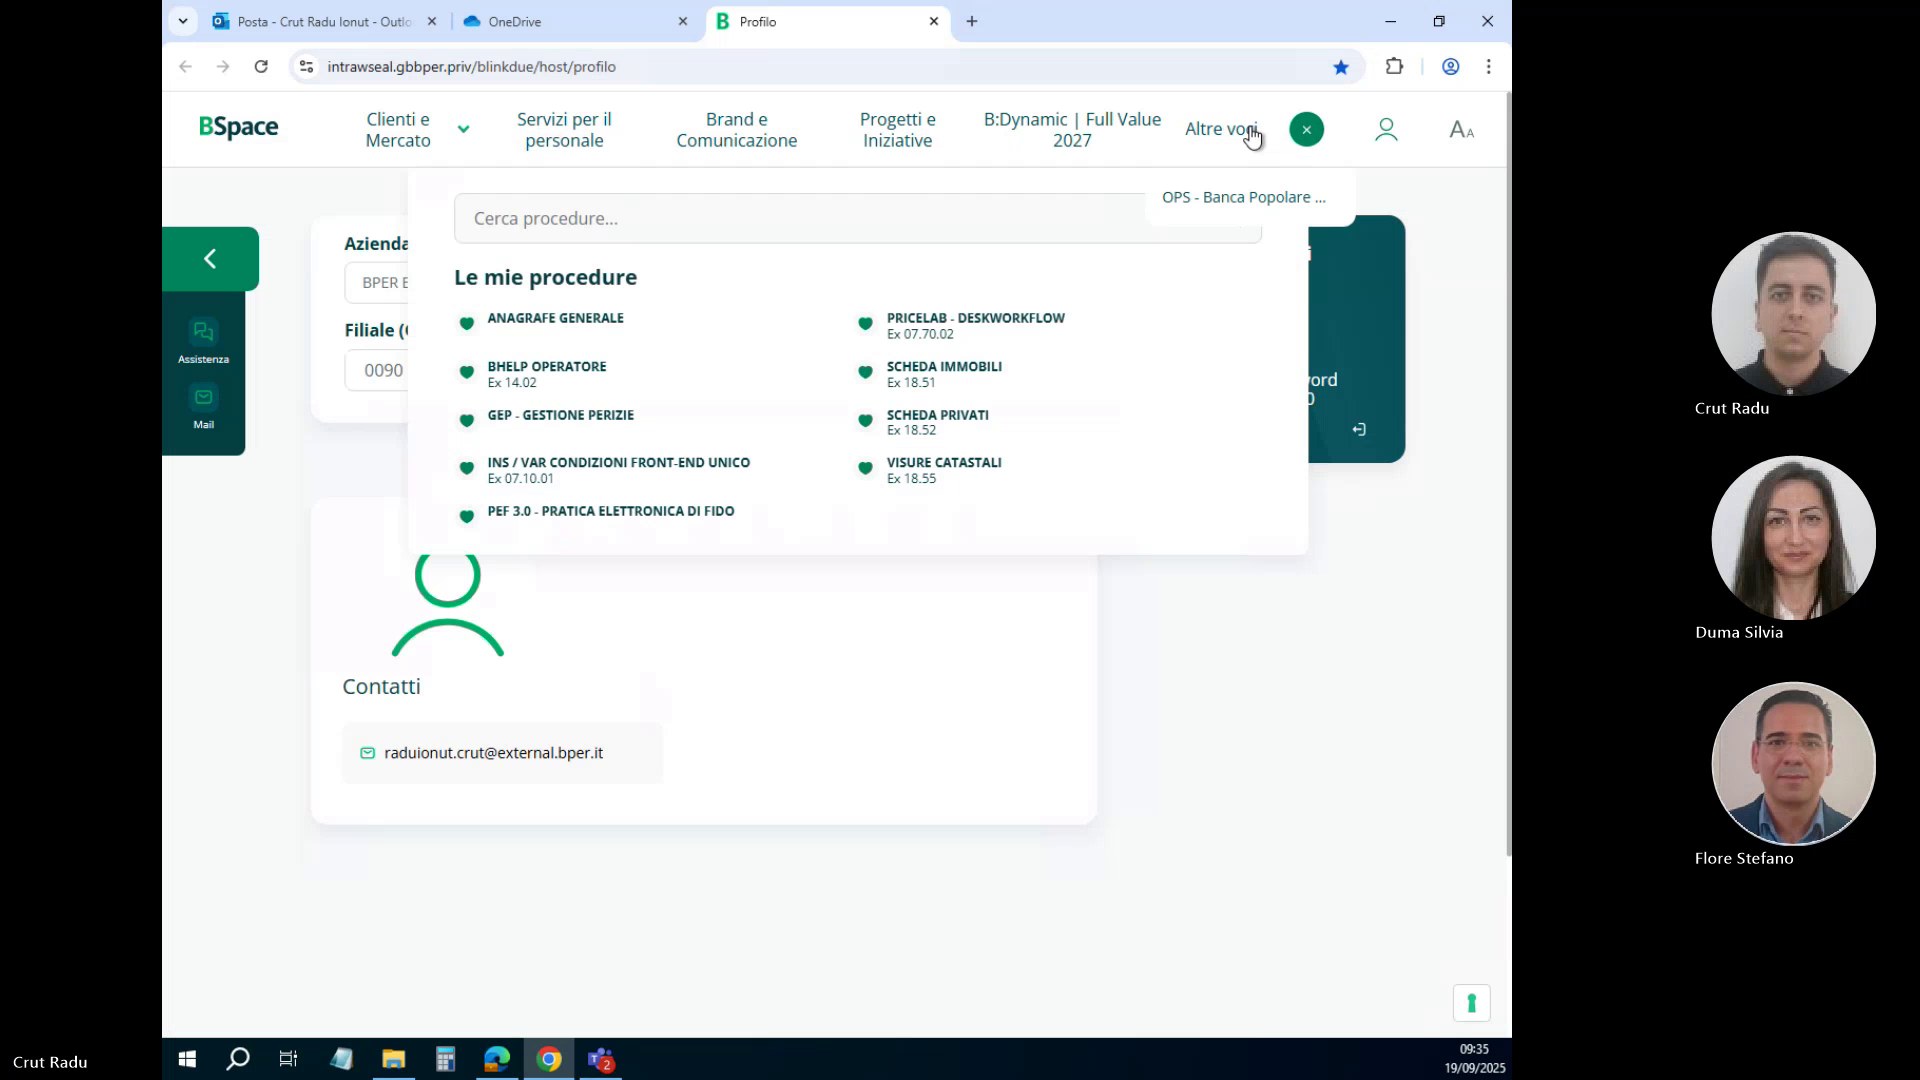 Posta - Crut Radu Ionut - Outlo
OneDrive
Profilo
intrawseal.gbbper.priv/blinkdue/host/profilo
BSpace
Clienti e
Mercato
Servizi per il
personale
Brand e
Comunicazione
Progetti e
Iniziative
B:Dynamic | Full Value
2027
Altre voci
AA
OPS - Banca Popolare ...
Cerca procedure...
Azienda
BPER
Filiale (
0090
Assistenza
Mail
Le mie procedure
ANAGRAFE GENERALE
BHELP OPERATORE
Ex 14.02
GEP - GESTIONE PERIZIE
INS / VAR CONDIZIONI FRONT-END UNICO
Ex 07.10.01
PEF 3.0 - PRATICA ELETTRONICA DI FIDO
PRICELAB - DESKWORKFLOW
Ex 07.70.02
SCHEDA IMMOBILI
Ex 18.51
SCHEDA PRIVATI
Ex 18.52
VISURE CATASTALI
Ex 18.55
ord
Contatti
raduionut.crut@external.bper.it
Crut Radu
Duma Silvia
Flore Stefano
Crut Radu
2
09:35
19/09/2025